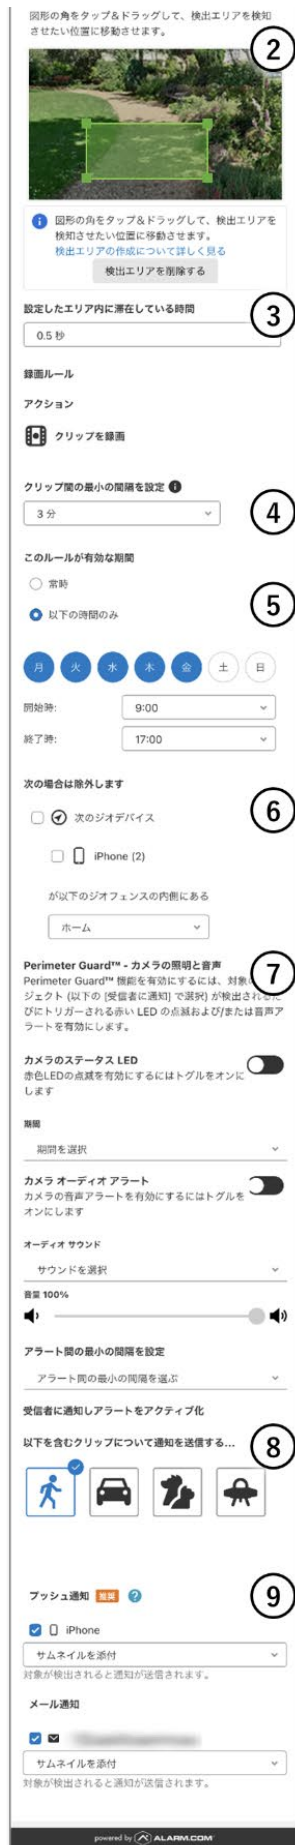 図形の角をタップ&ドラッグして、検出エリアを検知
させたい位置に移動させます。
②
図形の角をタップ&ドラッグして、検出エリアを
検知させたい位置に移動させます。
検出エリアの作成について詳しく見る
検出エリアを削除する
設定したエリア内に滞在している時間
③
0.5 秒
録画ルール
アクション
クリップを録画
クリップ間の最小の間隔を設定
④
3 分
このルールが有効な期間
常時
⑤
以下の時間のみ
月 火 水 木 金 土 日
開始時: 9:00
終了時: 17:00
次の場合は除外します
⑥
次のジオデバイス
iPhone (2)
が以下のジオフェンスの内側にある
ホーム
Perimeter Guard™ - カメラの照明と音声
⑦
Perimeter Guard™ 機能を有効にするには、対象
ジェクト (以下の [受信者に通知] で選択) が検出される
びにトリガーされる赤い LED の点滅および/または音声ア
ラートを有効にします。
カメラのステータス LED
赤色LEDの点滅を有効にするにはトグルをオンに
します
期間
期間を選択
カメラ オーディオ アラート
カメラの音声アラートを有効にするにはトグルを
オンにします
オーディオ サウンド
サウンドを選択
音量 100%
アラート間の最小の間隔を設定
アラート間の最小の間隔を選ぶ
受信者に通知しアラートをアクティブ化
以下を含むクリップについて通知を送信する...
⑧
プッシュ通知 推奨 ?
⑨
iPhone
サムネイルを添付
対象が検出されると通知が送信されます。
メール通知
サムネイルを添付
対象が検出されると通知が送信されます。
powered by ALARM.COM